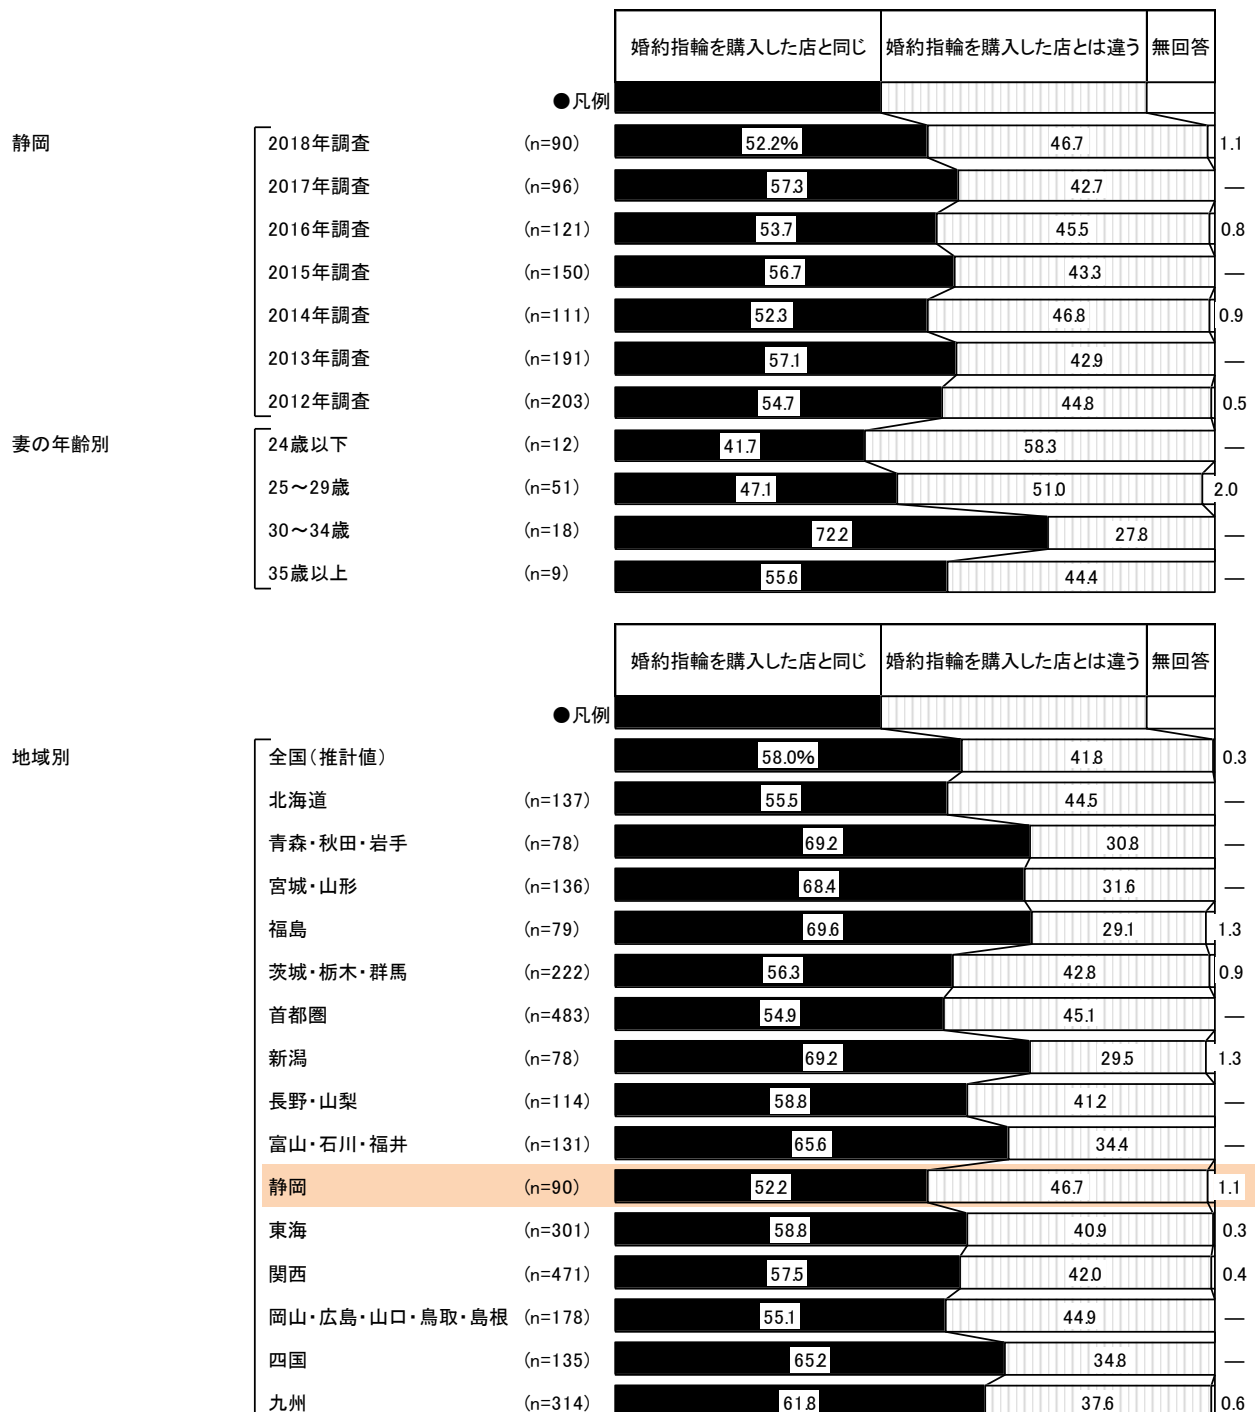 婚約指輪を購入した店と同じ 婚約指輪を購入した店とは違う 無回答
●凡例
静岡 2018年調査 (n=90) 52.2% 46.7 1.1
2017年調査 (n=96) 57.3 42.7 —
2016年調査 (n=121) 53.7 45.5 0.8
2015年調査 (n=150) 56.7 43.3 —
2014年調査 (n=111) 52.3 46.8 0.9
2013年調査 (n=191) 57.1 42.9 —
2012年調査 (n=203) 54.7 44.8 0.5
妻の年齢別 24歳以下 (n=12) 41.7 58.3 —
25～29歳 (n=51) 47.1 51.0 2.0
30～34歳 (n=18) 72.2 27.8 —
35歳以上 (n=9) 55.6 44.4 —
婚約指輪を購入した店と同じ 婚約指輪を購入した店とは違う 無回答
●凡例
地域別 全国(推計値) 58.0% 41.8 0.3
北海道 (n=137) 55.5 44.5 —
青森・秋田・岩手 (n=78) 69.2 30.8 —
宮城・山形 (n=136) 68.4 31.6 —
福島 (n=79) 69.6 29.1 1.3
茨城・栃木・群馬 (n=222) 56.3 42.8 0.9
首都圏 (n=483) 54.9 45.1 —
新潟 (n=78) 69.2 29.5 1.3
長野・山梨 (n=114) 58.8 41.2 —
富山・石川・福井 (n=131) 65.6 34.4 —
静岡 (n=90) 52.2 46.7 1.1
東海 (n=301) 58.8 40.9 0.3
関西 (n=471) 57.5 42.0 0.4
岡山・広島・山口・鳥取・島根 (n=178) 55.1 44.9 —
四国 (n=135) 65.2 34.8 —
九州 (n=314) 61.8 37.6 0.6